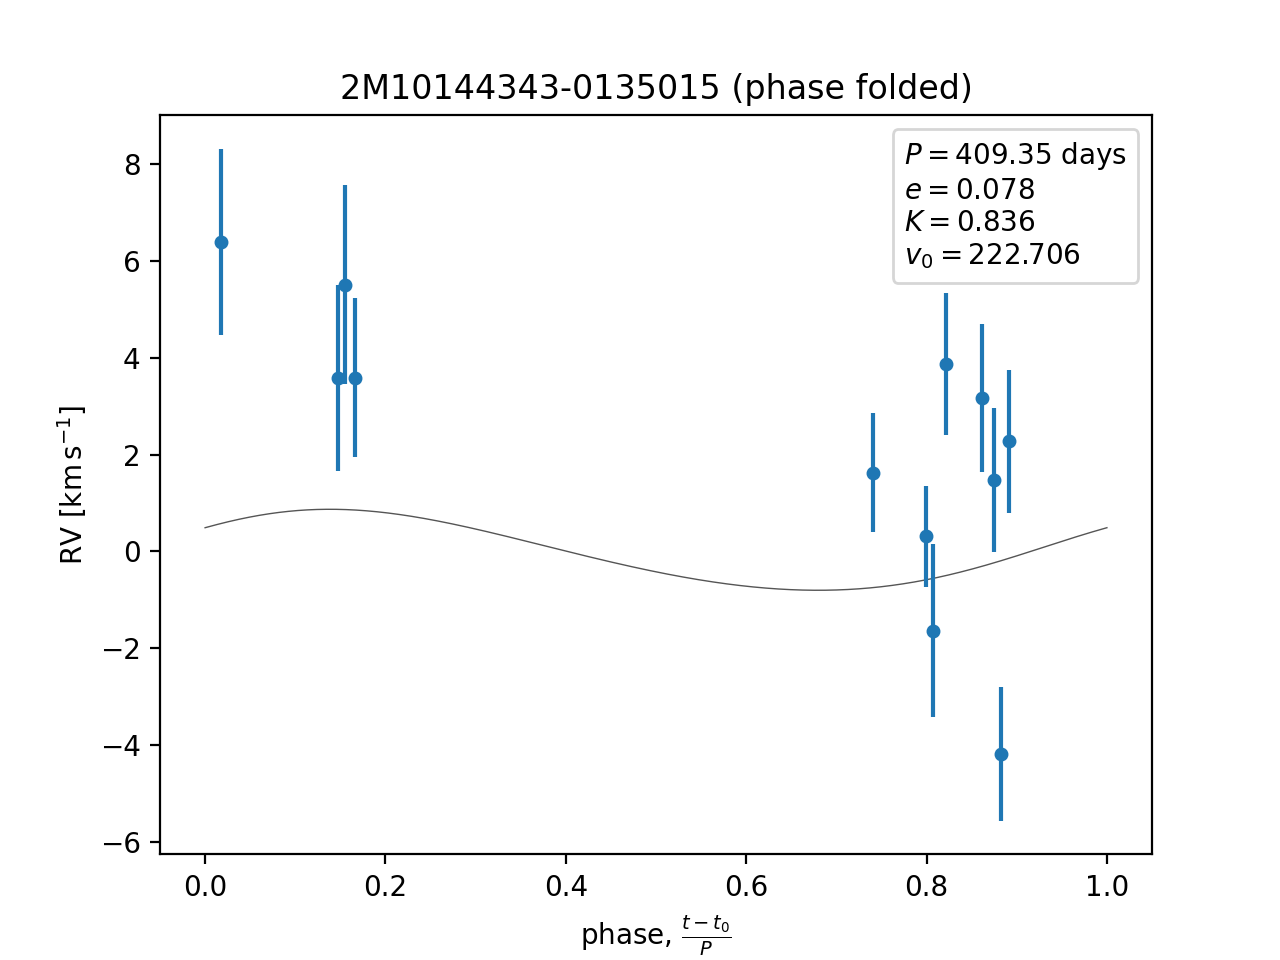 2M10144343-0135015 (phase folded)
P = 409.35 days
e = 0.078
K = 0.836
v₀ = 222.706
8
6
4
2
0
−2
−4
−6
RV [km s⁻¹]
0.0 0.2 0.4 0.6 0.8 1.0
phase, (t − t₀)/P